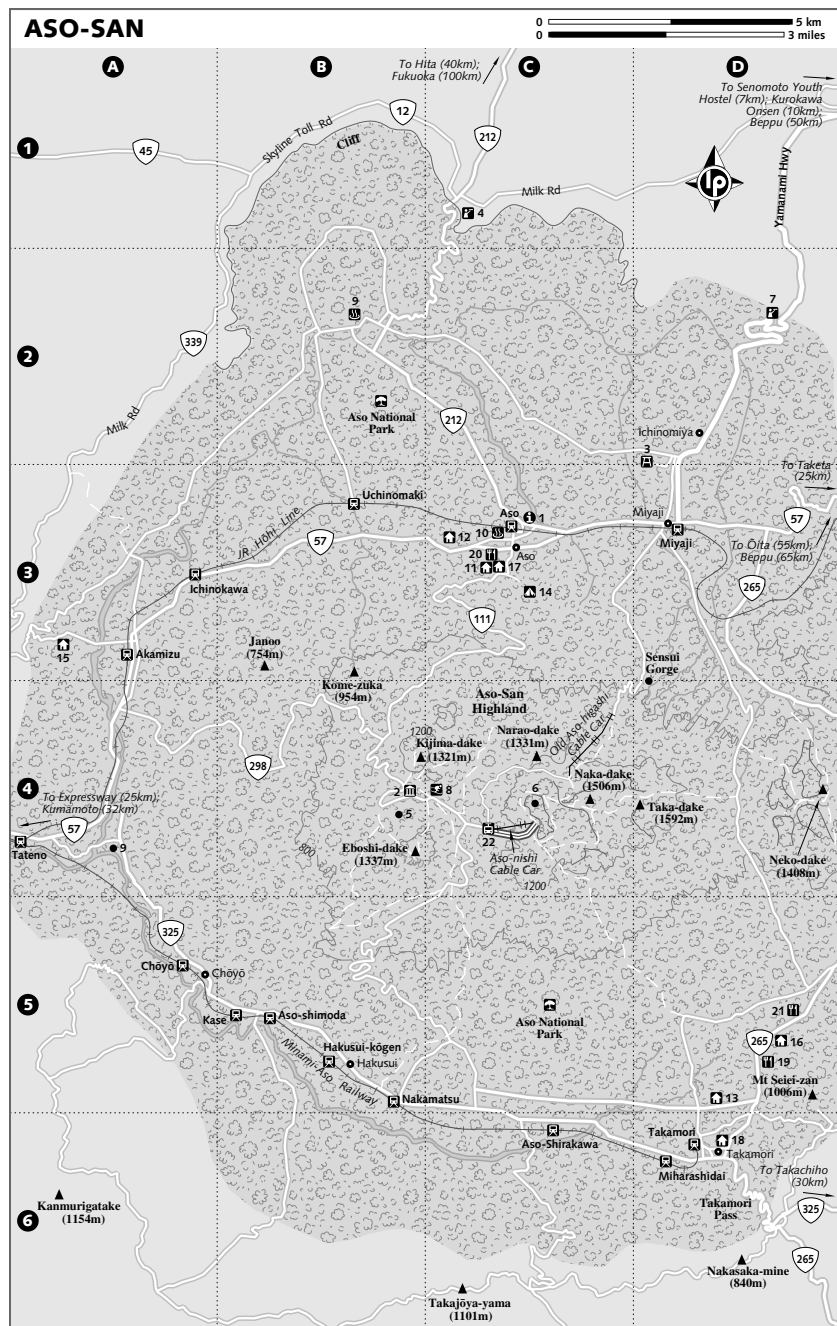 ASO-SAN
0 5 km
0 3 miles
A
B
C
D
To Hita (40km);
Fukuoka (100km)
To Senomoto Youth
Hostel (7km); Kurokawa
Onsen (10km);
Beppu (50km)
12
212
1
45
Skyline Toll Rd
Cliff
lp
Milk Rd
4
Yamanami Hwy
7
9
2
339
Aso National
Park
212
Milk Rd
Ichinomiya
3
To Taketa
(25km)
Uchinomaki
Aso
1
Miyaji
Miyaji
57
10
12
JR Hōhi Line
57
20
Aso
To Ōita (55km);
Beppu (65km)
11
17
3
Ichinokawa
14
265
111
15
Akamizu
Janoo
(754m)
Kome-zuka
(954m)
Sensui
Gorge
Aso-San
Highland
Old Aso-higashi
Cable Car
1200
Kijima-dake
(1321m)
Narao-dake
(1331m)
298
Naka-dake
(1506m)
4
2
8
6
Taka-dake
(1592m)
To Expressway (25km);
Kumamoto (32km)
5
57
22
Tateno
9
800
Eboshi-dake
(1337m)
Aso-nishi
Cable Car
1200
Neko-dake
(1408m)
325
Chōyō
Chōyō
5
Kase
Aso-shimoda
Aso National
Park
21
265
16
Hakusui-kōgen
Hakusui
19
Minami-Aso Railway
Mt Seiei-zan
(1006m)
Nakamatsu
13
Aso-Shirakawa
Takamori
18
Takamori
Miharashidai
To Takachiho
(30km)
Kanmurigatake
(1154m)
6
Takamori
Pass
325
Nakasaka-mine
(840m)
265
Takajōya-yama
(1101m)